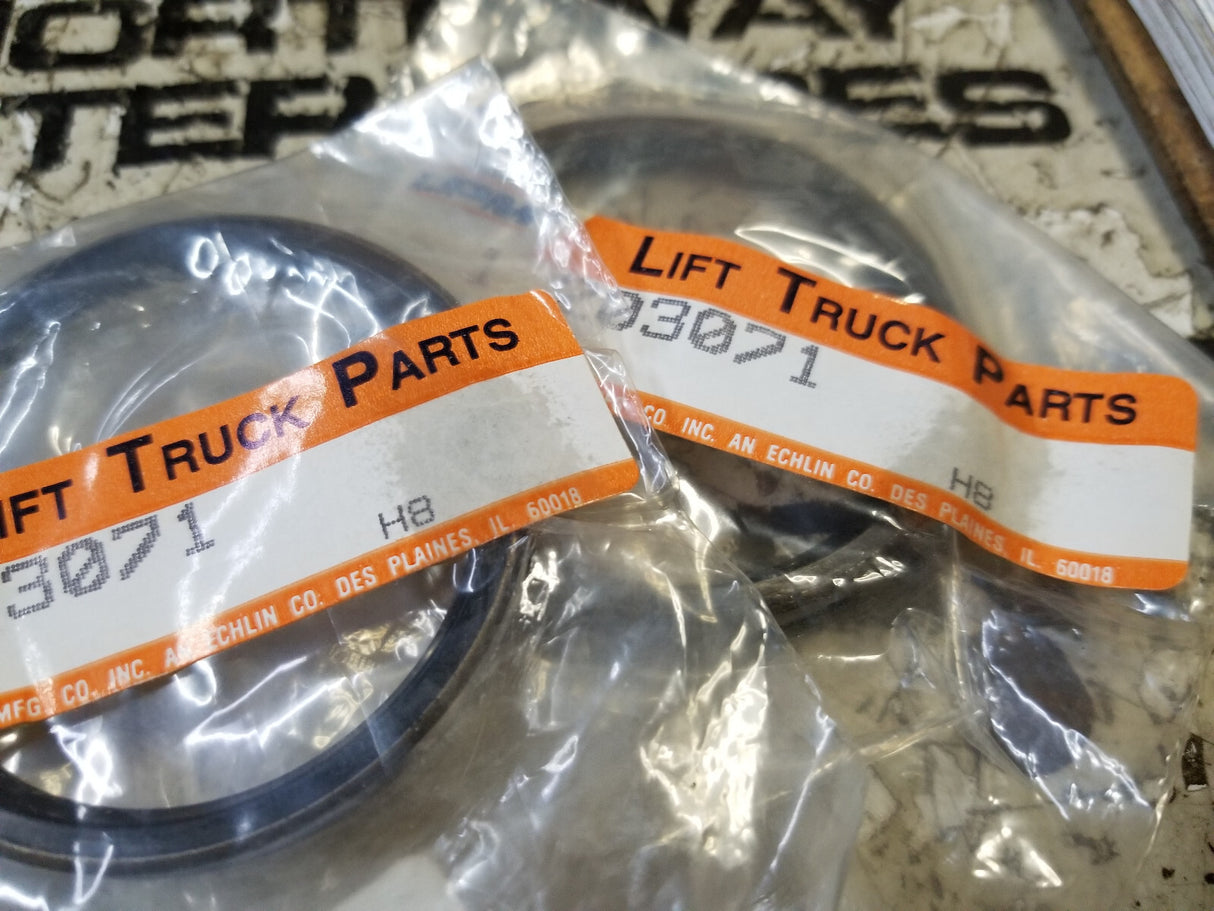 TRUCK PARTS
3071
H8
MFG. CO., INC. AN ECHLIN CO. DES PLAINES, IL. 60018
LIFT TRUCK PARTS
03071
H8
CO. INC. AN ECHLIN CO. DES PLAINES, IL. 60018